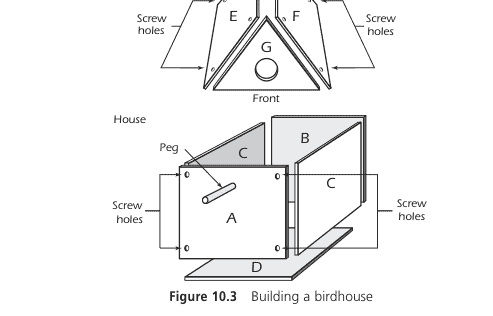 E
F
Screw
holes
Screw
holes
G
Front
House
Peg
B
C
C
Screw
holes
A
Screw
holes
D
Figure 10.3 Building a birdhouse